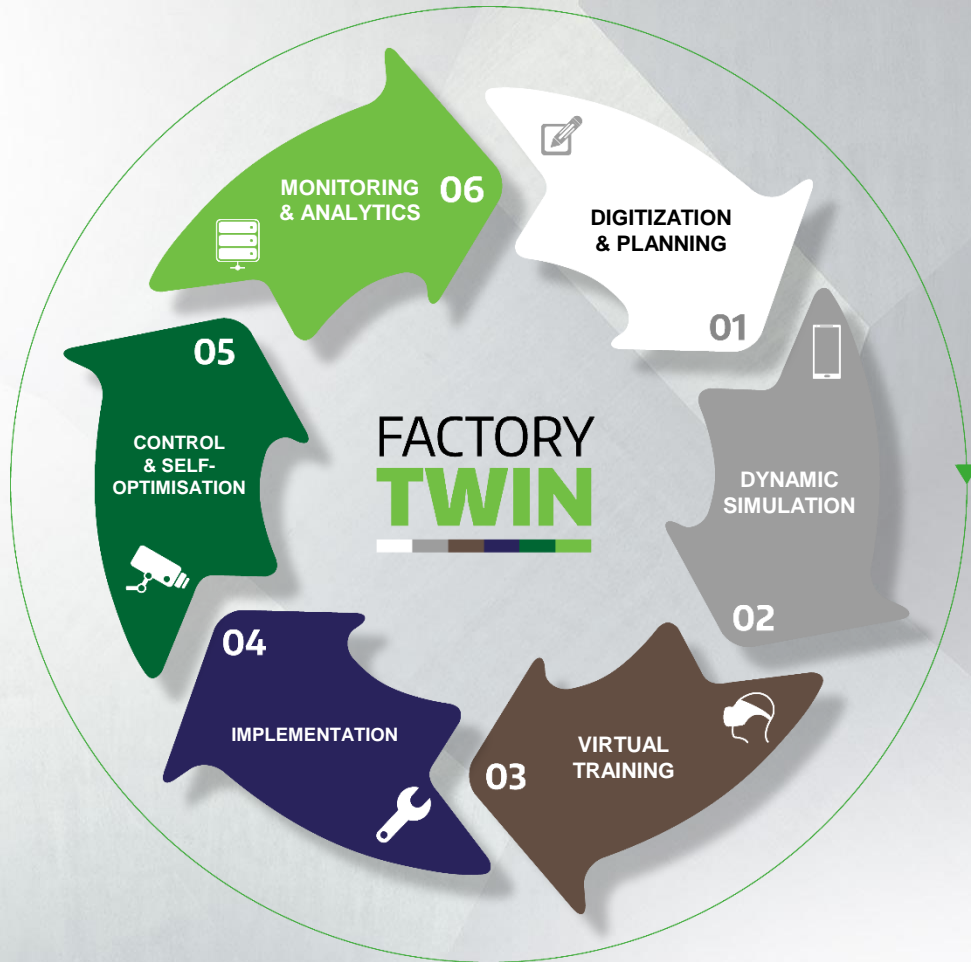 FACTORY
TWIN
DIGITIZATION
& PLANNING
01
DYNAMIC
SIMULATION
02
VIRTUAL
TRAINING
03
04
IMPLEMENTATION
05
CONTROL
& SELF-
OPTIMISATION
MONITORING
& ANALYTICS
06